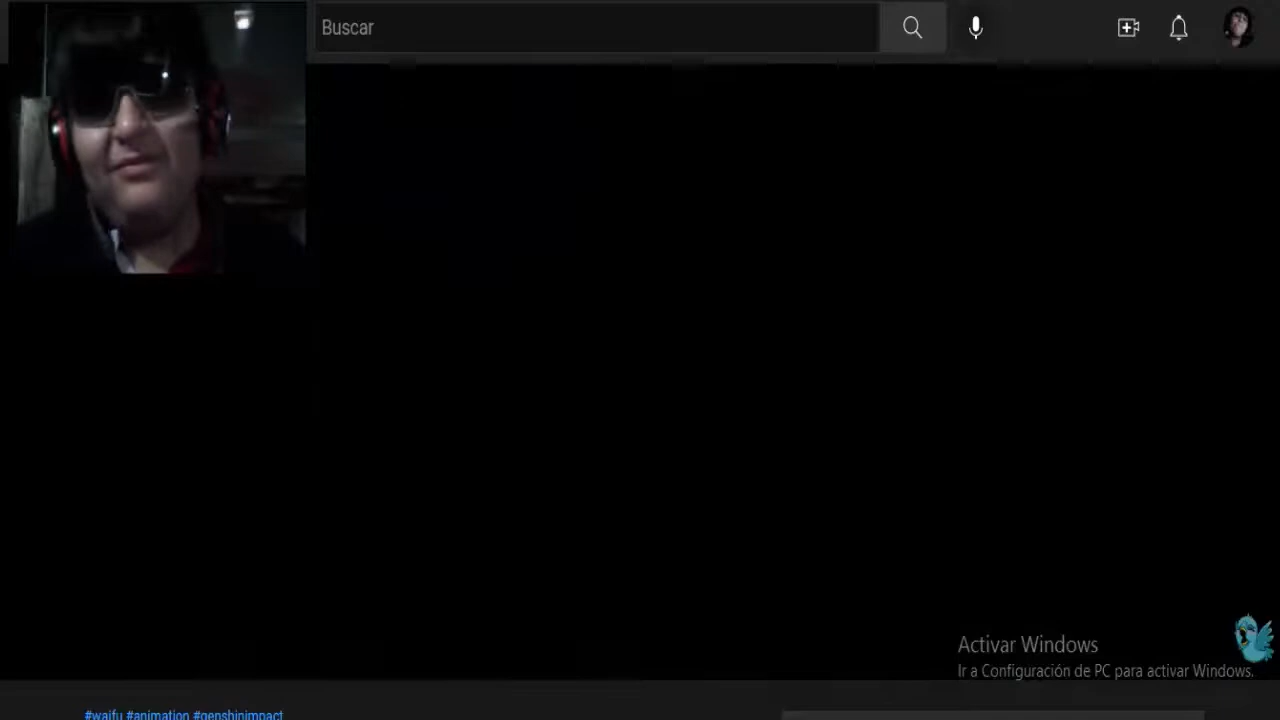 Buscar
Activar Windows
Ir a Configuración de PC para activar Windows.
#waifu #animation #genshinimpact